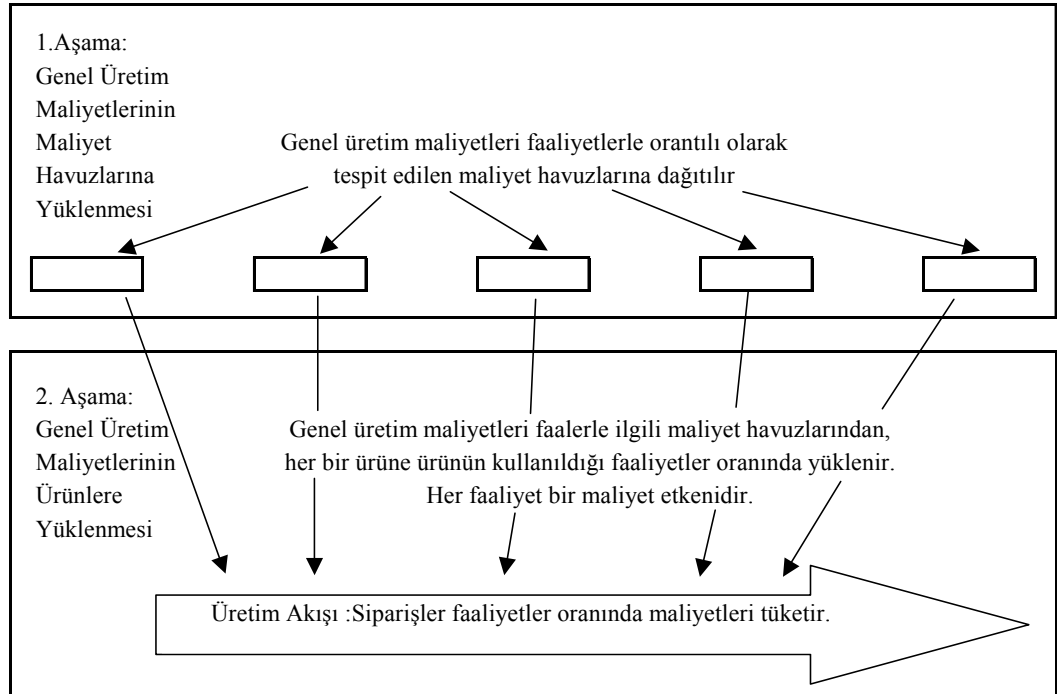 1.Aşama:
Genel Üretim
Maliyetlerinin
Maliyet
Havuzlarına
Yüklenmesi
Genel üretim maliyetleri faaliyetlerle orantılı olarak
tespit edilen maliyet havuzlarına dağıtılır
2. Aşama:
Genel Üretim
Maliyetlerinin
Ürünlere
Yüklenmesi
Genel üretim maliyetleri faalerle ilgili maliyet havuzlarından,
her bir ürüne ürünün kullanıldığı faaliyetler oranında yüklenir.
Her faaliyet bir maliyet etkenidir.
Üretim Akışı :Siparişler faaliyetler oranında maliyetleri tüketir.